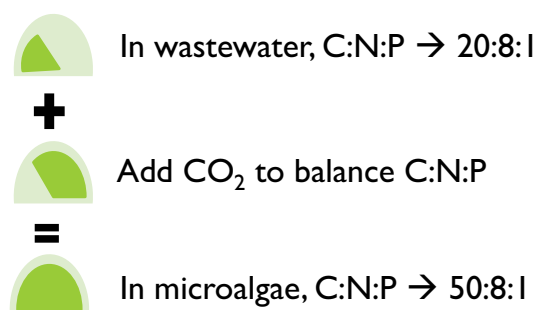 In wastewater, C:N:P → 20:8:1
+
Add CO₂ to balance C:N:P
=
In microalgae, C:N:P → 50:8:1